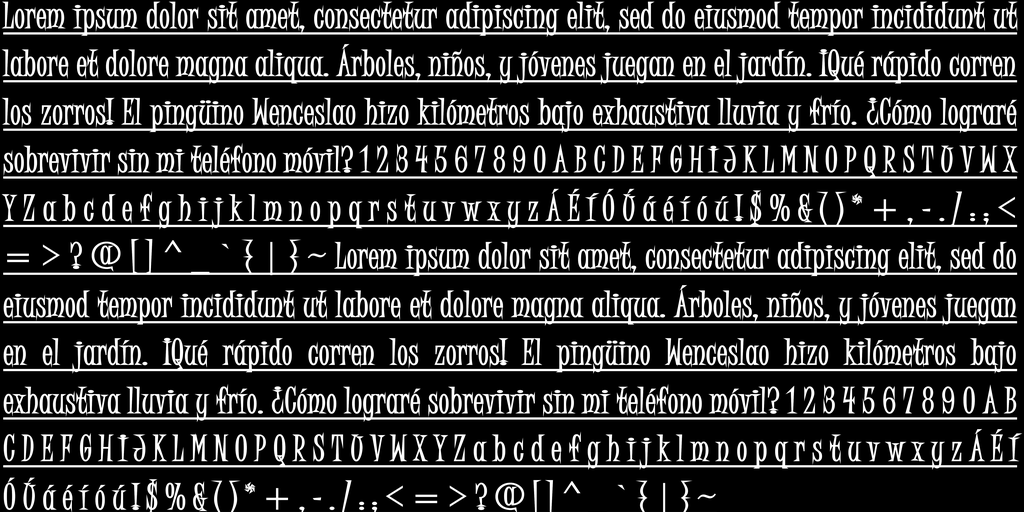 Lorem ipsum dolor sit amet, consectetur adipiscing elit, sed do eiusmod tempor incididunt ut
labore et dolore magna aliqua. Árboles, niños, y jóvenes juegan en el jardín. ¡Qué rápido corren
los zorros! El pingüino Wenceslao hizo kilómetros bajo exhaustiva lluvia y frío. ¿Cómo lograré
sobrevivir sin mi teléfono móvil? 1 2 3 4 5 6 7 8 9 0 A B C D E F G H I J K L M N O P Q R S T U V W X
Y Z a b c d e f g h i j k l m n o p q r s t u v w x y z Á É Í Ó Ú á é í ó ú ! $ % & ( ) * + , - . / : ; <
= > ? @ [ ] ^ _ ` { | } ~ Lorem ipsum dolor sit amet, consectetur adipiscing elit, sed do
eiusmod tempor incididunt ut labore et dolore magna aliqua. Árboles, niños, y jóvenes juegan
en el jardín. ¡Qué rápido corren los zorros! El pingüino Wenceslao hizo kilómetros bajo
exhaustiva lluvia y frío. ¿Cómo lograré sobrevivir sin mi teléfono móvil? 1 2 3 4 5 6 7 8 9 0 A B
C D E F G H I J K L M N O P Q R S T U V W X Y Z a b c d e f g h i j k l m n o p q r s t u v w x y z Á É Í
Ó Ú á é í ó ú ! $ % & ( ) * + , - . / : ; < = > ? @ [ ] ^ ` { | } ~